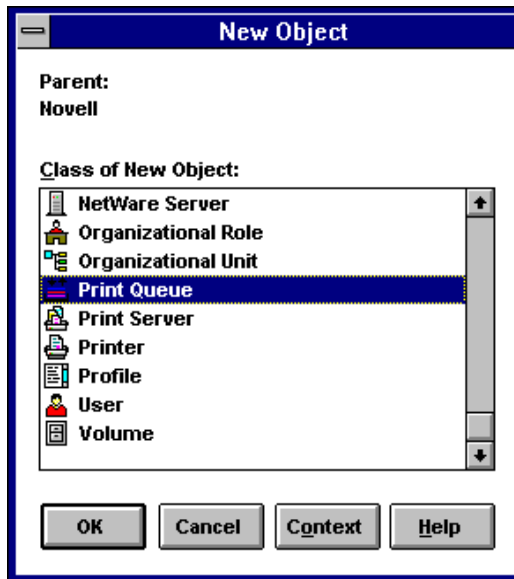 New Object
Parent:
Novell
Class of New Object:
NetWare Server
Organizational Role
Organizational Unit
Print Queue
Print Server
Printer
Profile
User
Volume
OK Cancel Context Help